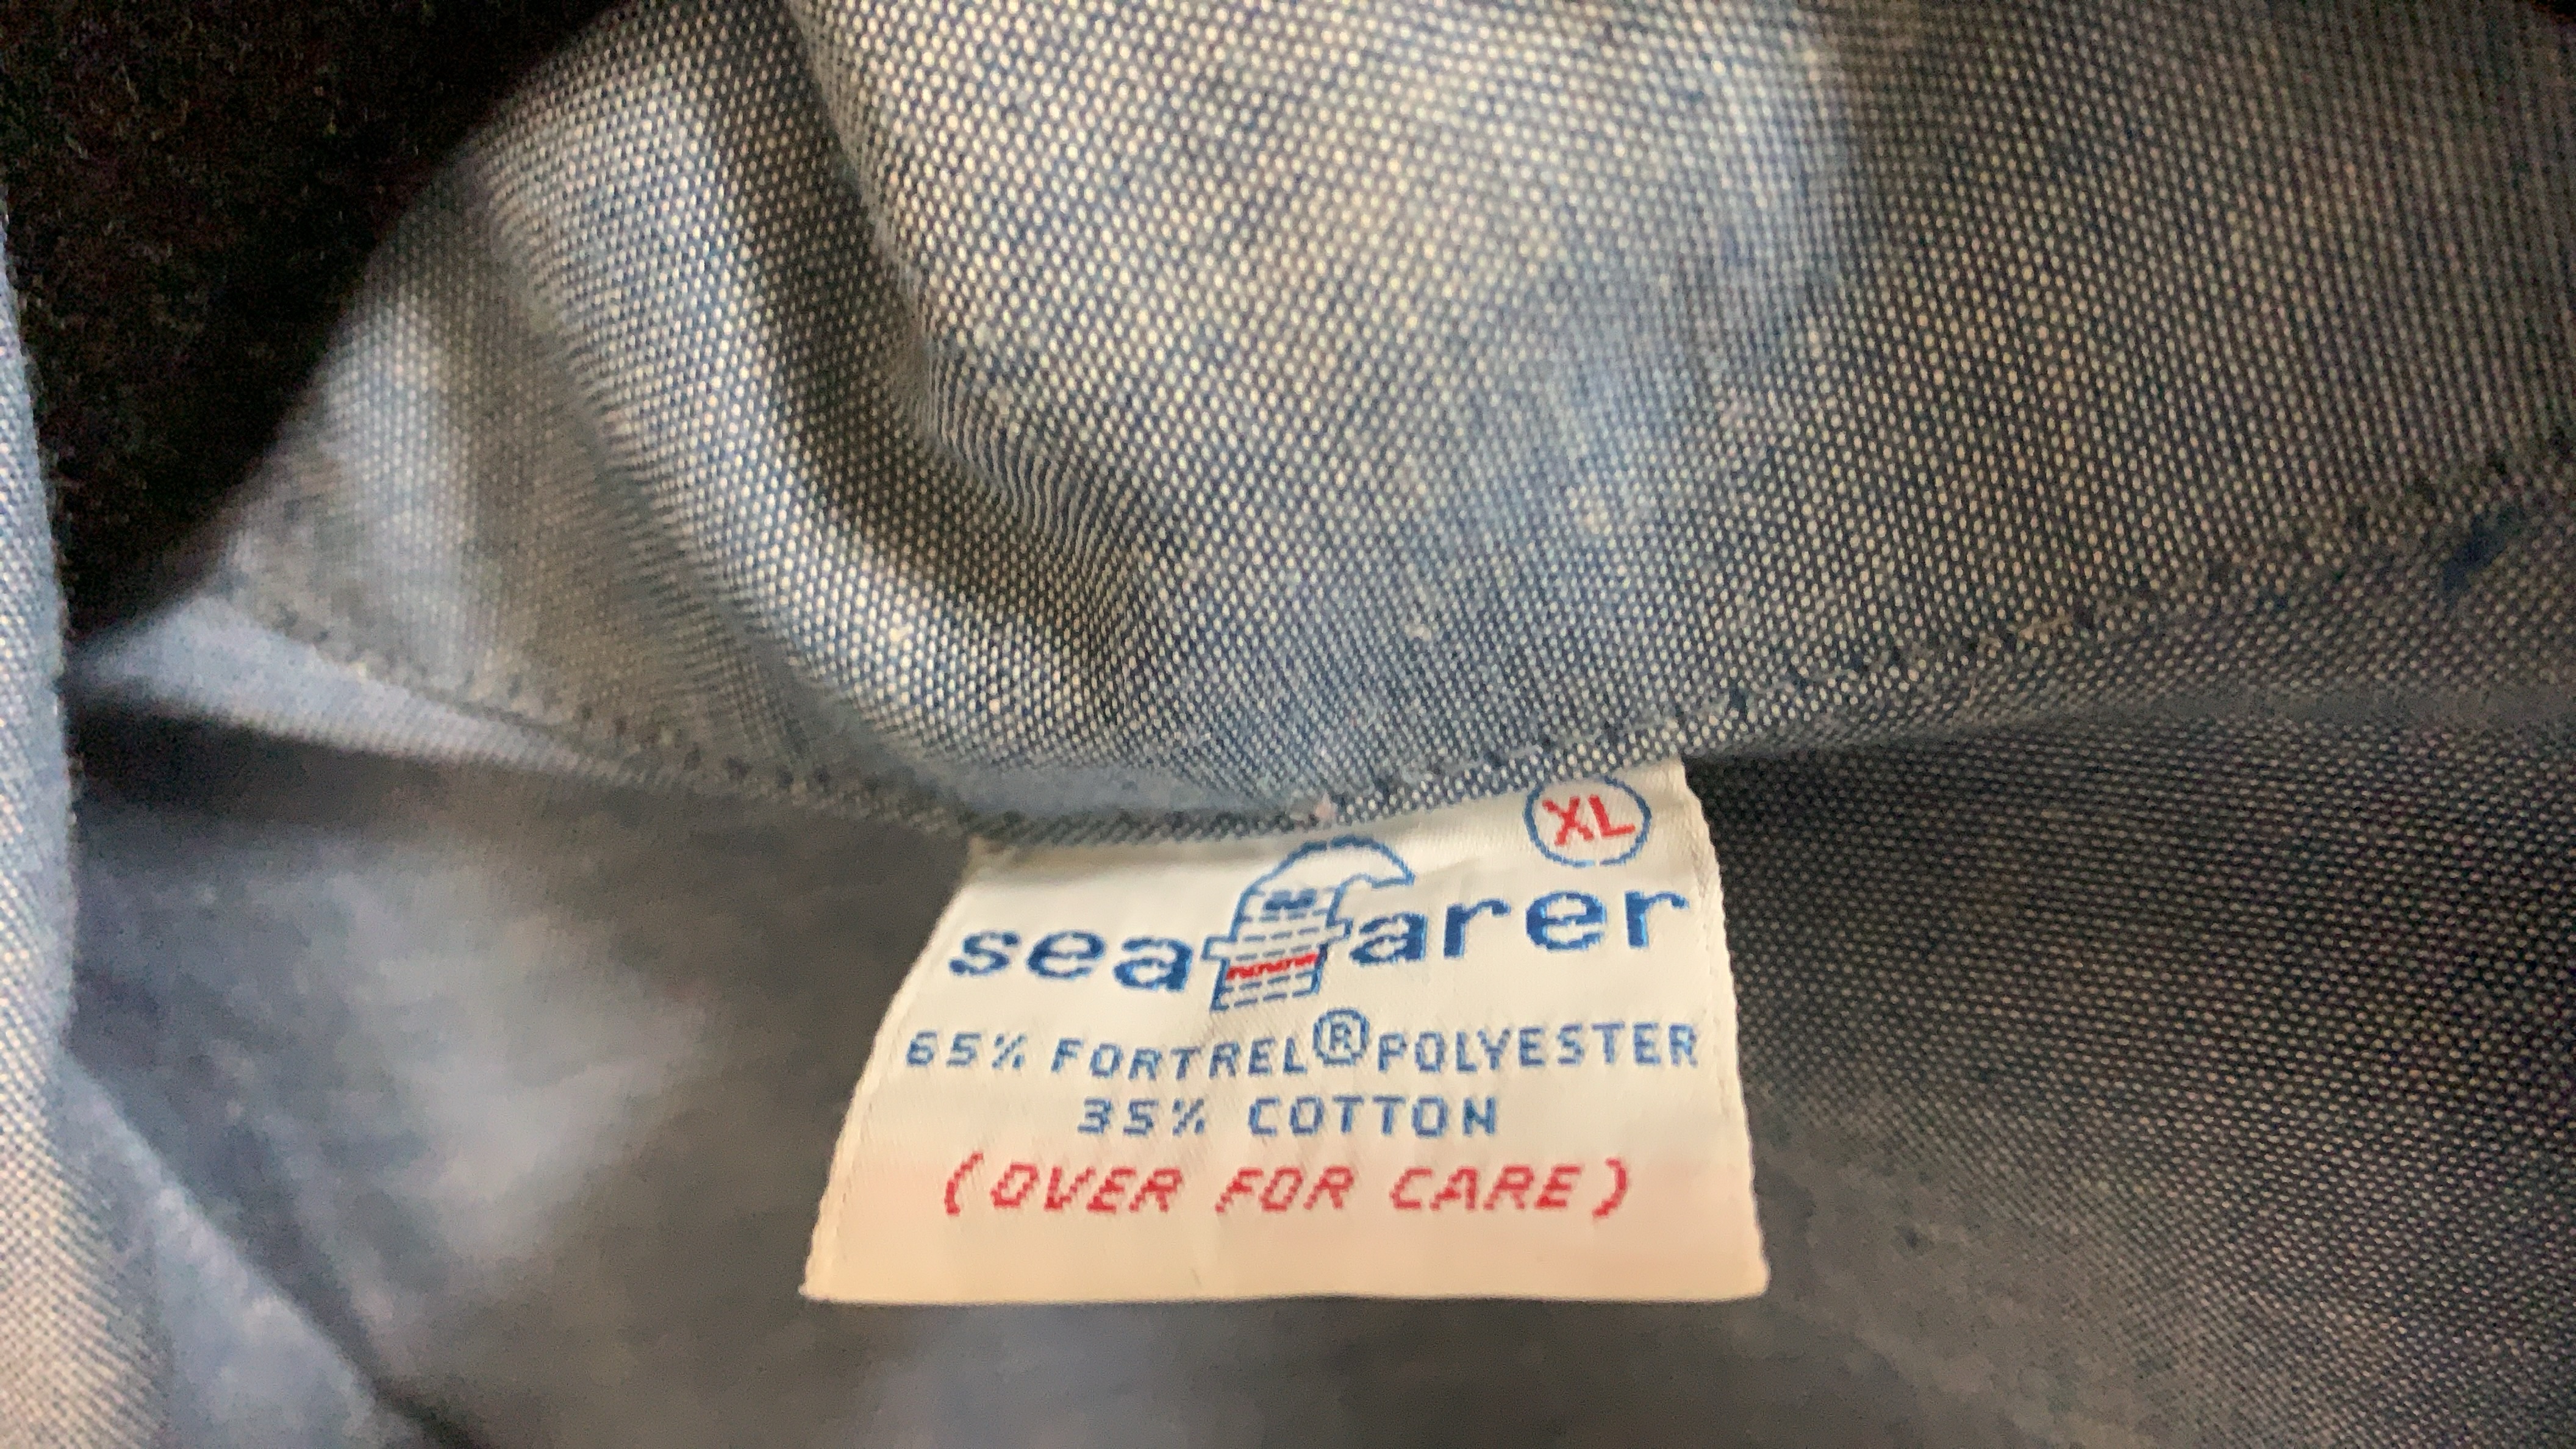 XL
seafarer
65% FORTREL® POLYESTER
35% COTTON
(OVER FOR CARE)